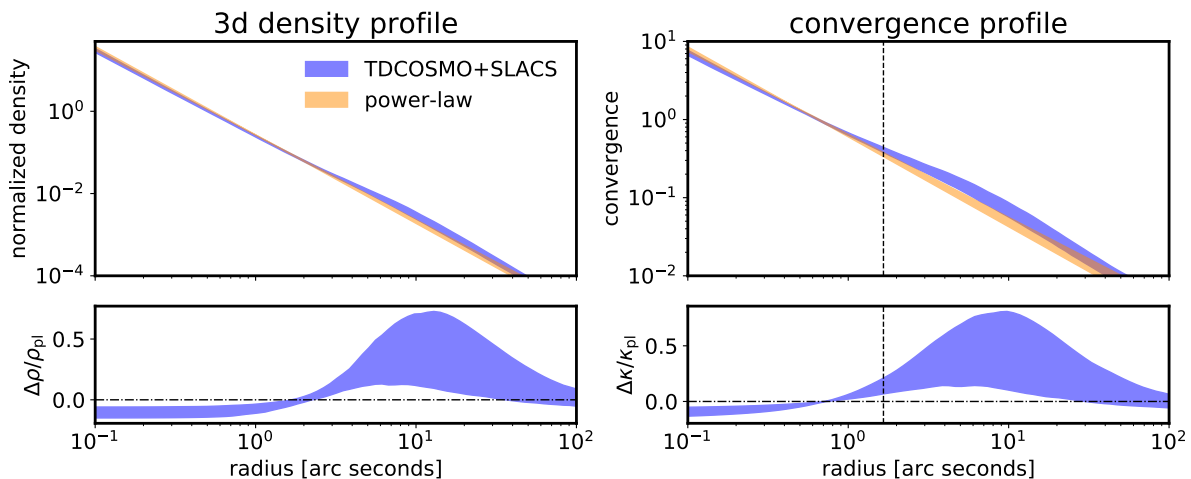 3d density profile
convergence profile
normalized density
10^0
10^-2
10^-4
TDCOSMO+SLACS
power-law
convergence
10^1
10^0
10^-1
10^-2
Δρ/ρ_pl
0.5
0.0
10^-1
10^0
10^1
10^2
radius [arc seconds]
Δκ/κ_pl
0.5
0.0
10^-1
10^0
10^1
10^2
radius [arc seconds]